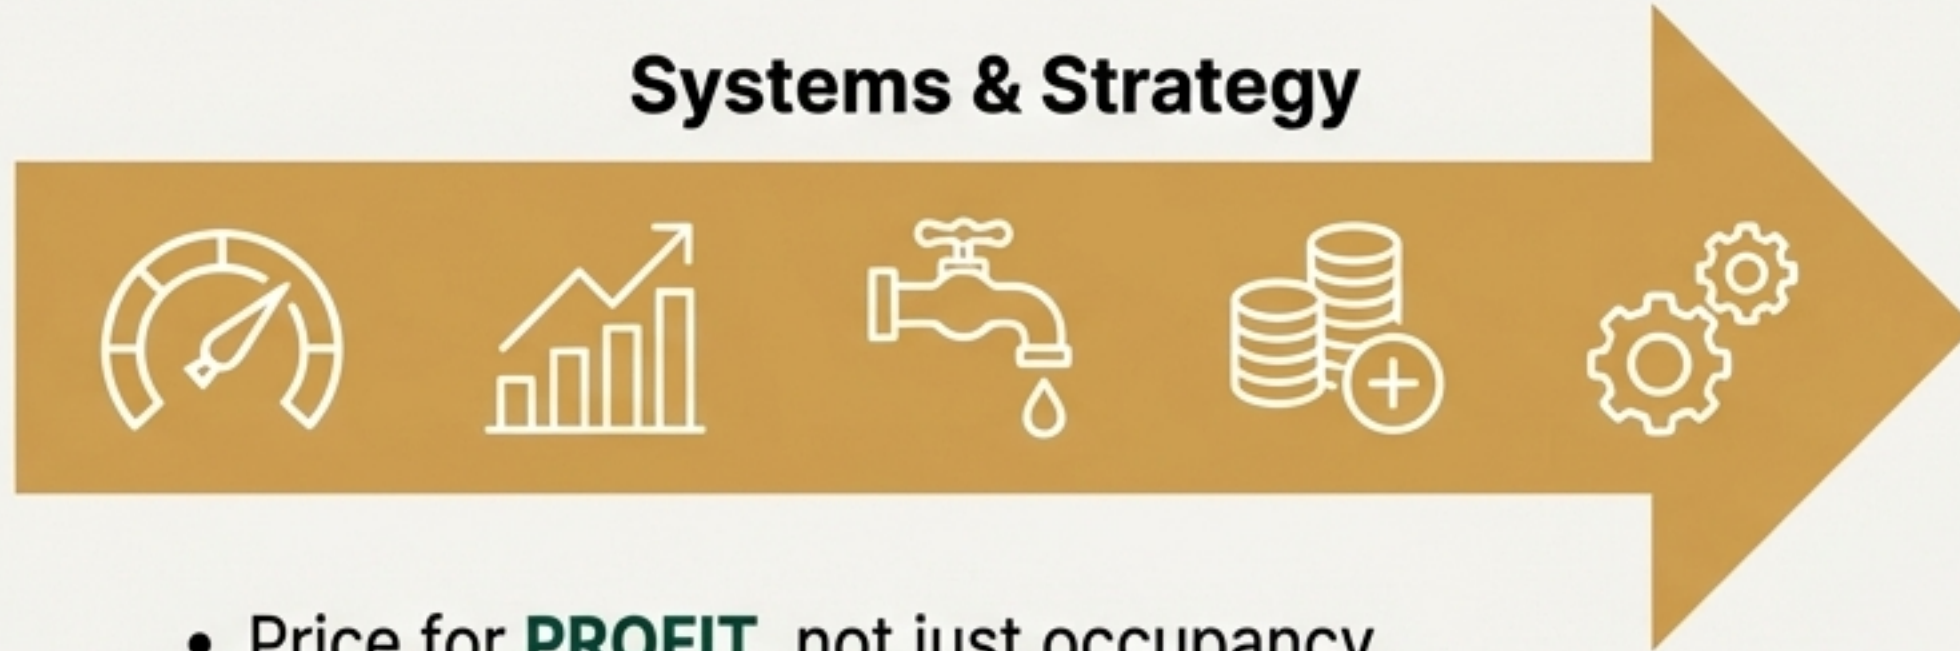 Systems & Strategy
• Price for PROFIT, not just occupancy